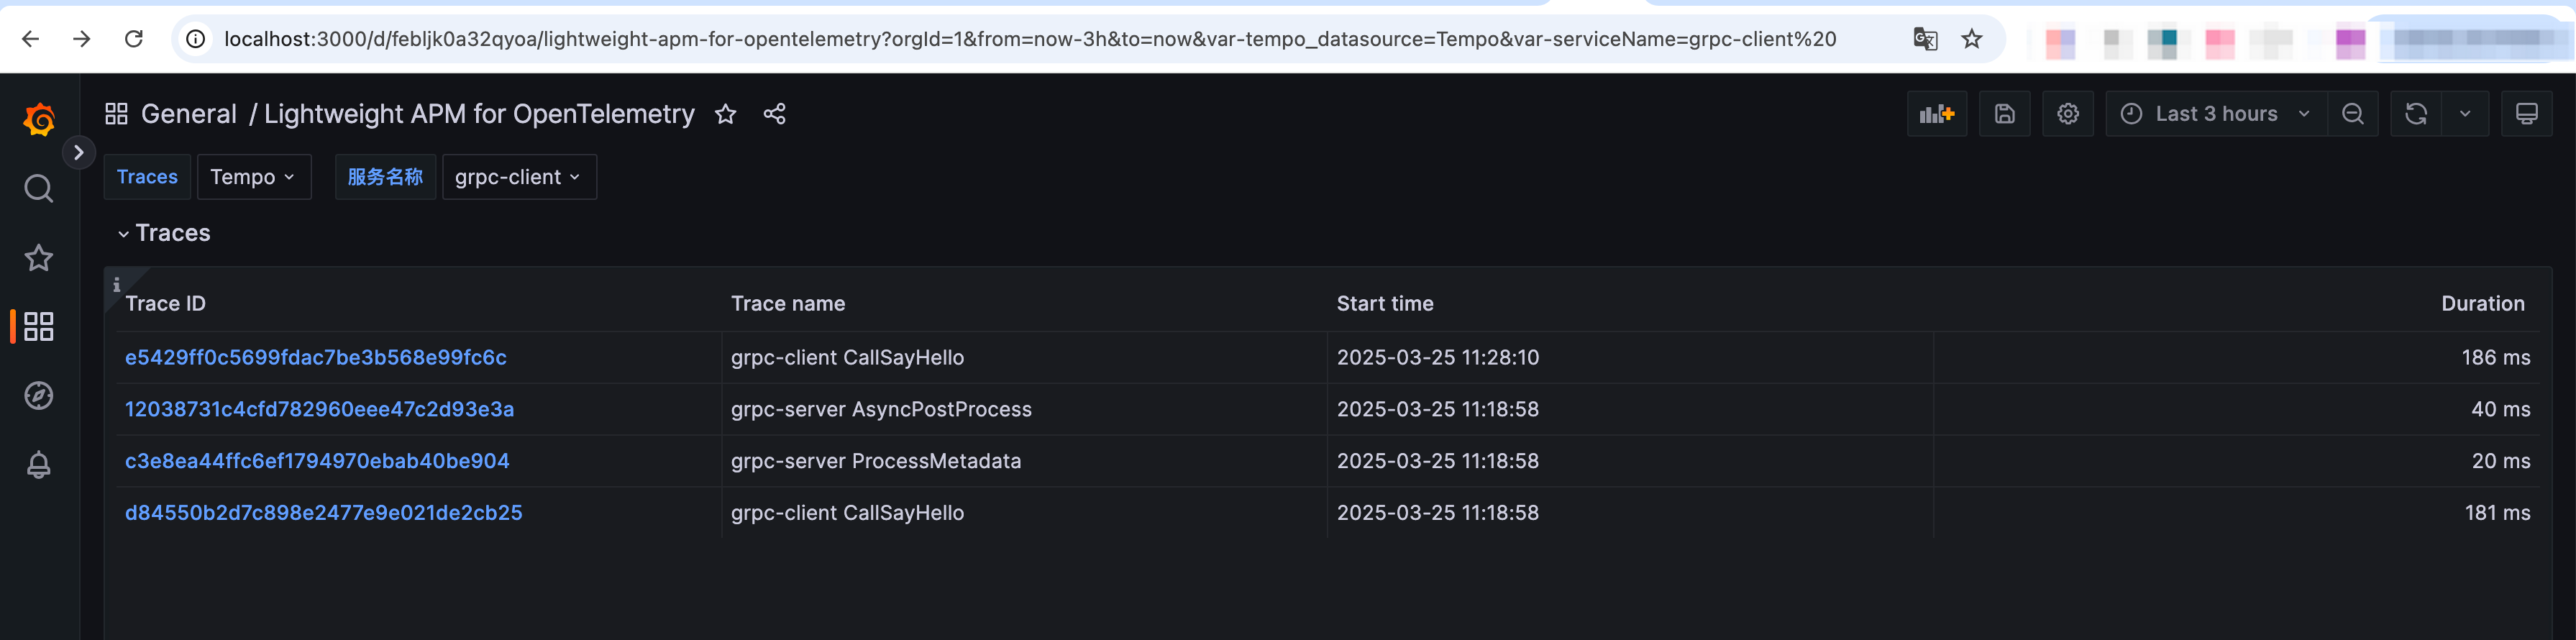 localhost:3000/d/febljk0a32qyoa/lightweight-apm-for-opentelemetry?orgId=1&from=now-3h&to=now&var-tempo_datasource=Tempo&var-serviceName=grpc-client%20
General / Lightweight APM for OpenTelemetry
Last 3 hours
Traces Tempo 服务名称 grpc-client
Traces
Trace ID Trace name Start time Duration
e5429ff0c5699fdac7be3b568e99fc6c grpc-client CallSayHello 2025-03-25 11:28:10 186 ms
12038731c4cfd782960eee47c2d93e3a grpc-server AsyncPostProcess 2025-03-25 11:18:58 40 ms
c3e8ea44ffc6ef1794970ebab40be904 grpc-server ProcessMetadata 2025-03-25 11:18:58 20 ms
d84550b2d7c898e2477e9e021de2cb25 grpc-client CallSayHello 2025-03-25 11:18:58 181 ms